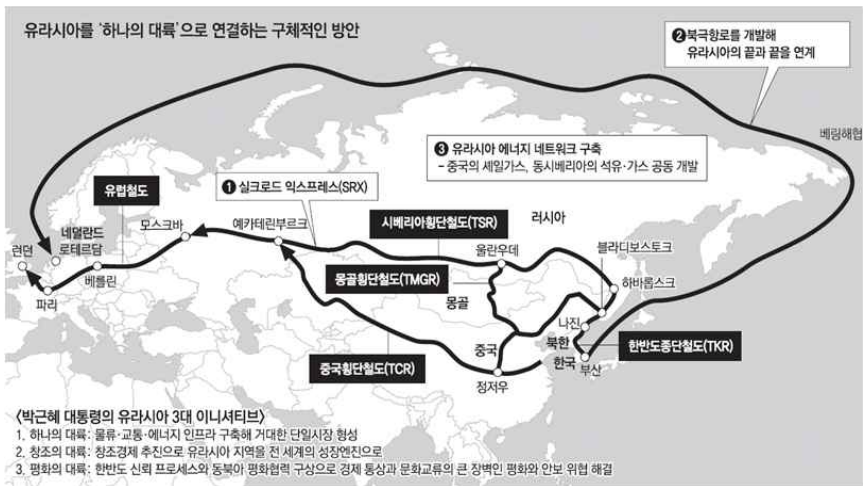 유라시아를 '하나의 대륙'으로 연결하는 구체적인 방안
❷ 북극항로를 개발해
유라시아의 끝과 끝을 연계
베링해협
❸ 유라시아 에너지 네트워크 구축
– 중국의 셰일가스, 동시베리아의 석유·가스 공동 개발
❶ 실크로드 익스프레스(SRX)
유럽철도
네덜란드
로테르담
런던
파리
베를린
모스크바
예카테린부르크
시베리아횡단철도(TSR)
러시아
울란우데
블라디보스토크
하바롭스크
몽골횡단철도(TMGR)
몽골
나진
북한
한국
부산
한반도종단철도(TKR)
중국
정저우
중국횡단철도(TCR)
<박근혜 대통령의 유라시아 3대 이니셔티브>
1. 하나의 대륙: 물류·교통·에너지 인프라 구축해 거대한 단일시장 형성
2. 창조의 대륙: 창조경제 추진으로 유라시아 지역을 전 세계의 성장엔진으로
3. 평화의 대륙: 한반도 신뢰 프로세스와 동북아 평화협력 구상으로 경제 통상과 문화교류의 큰 장벽인 평화와 안보 위협 해결